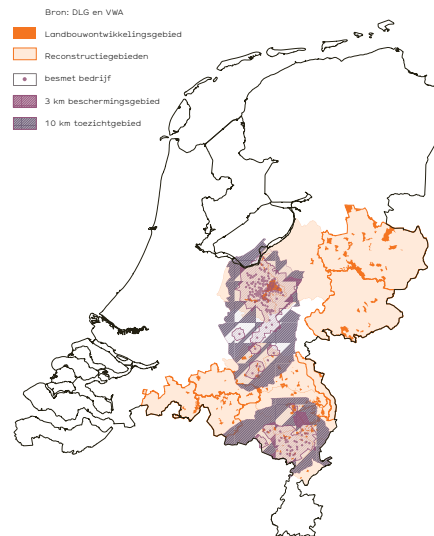 Bron: DLG en VWA
Landbouwontwikkelingsgebied
Reconstructiegebieden
besmet bedrijf
3 km beschermingsgebied
10 km toezichtgebied